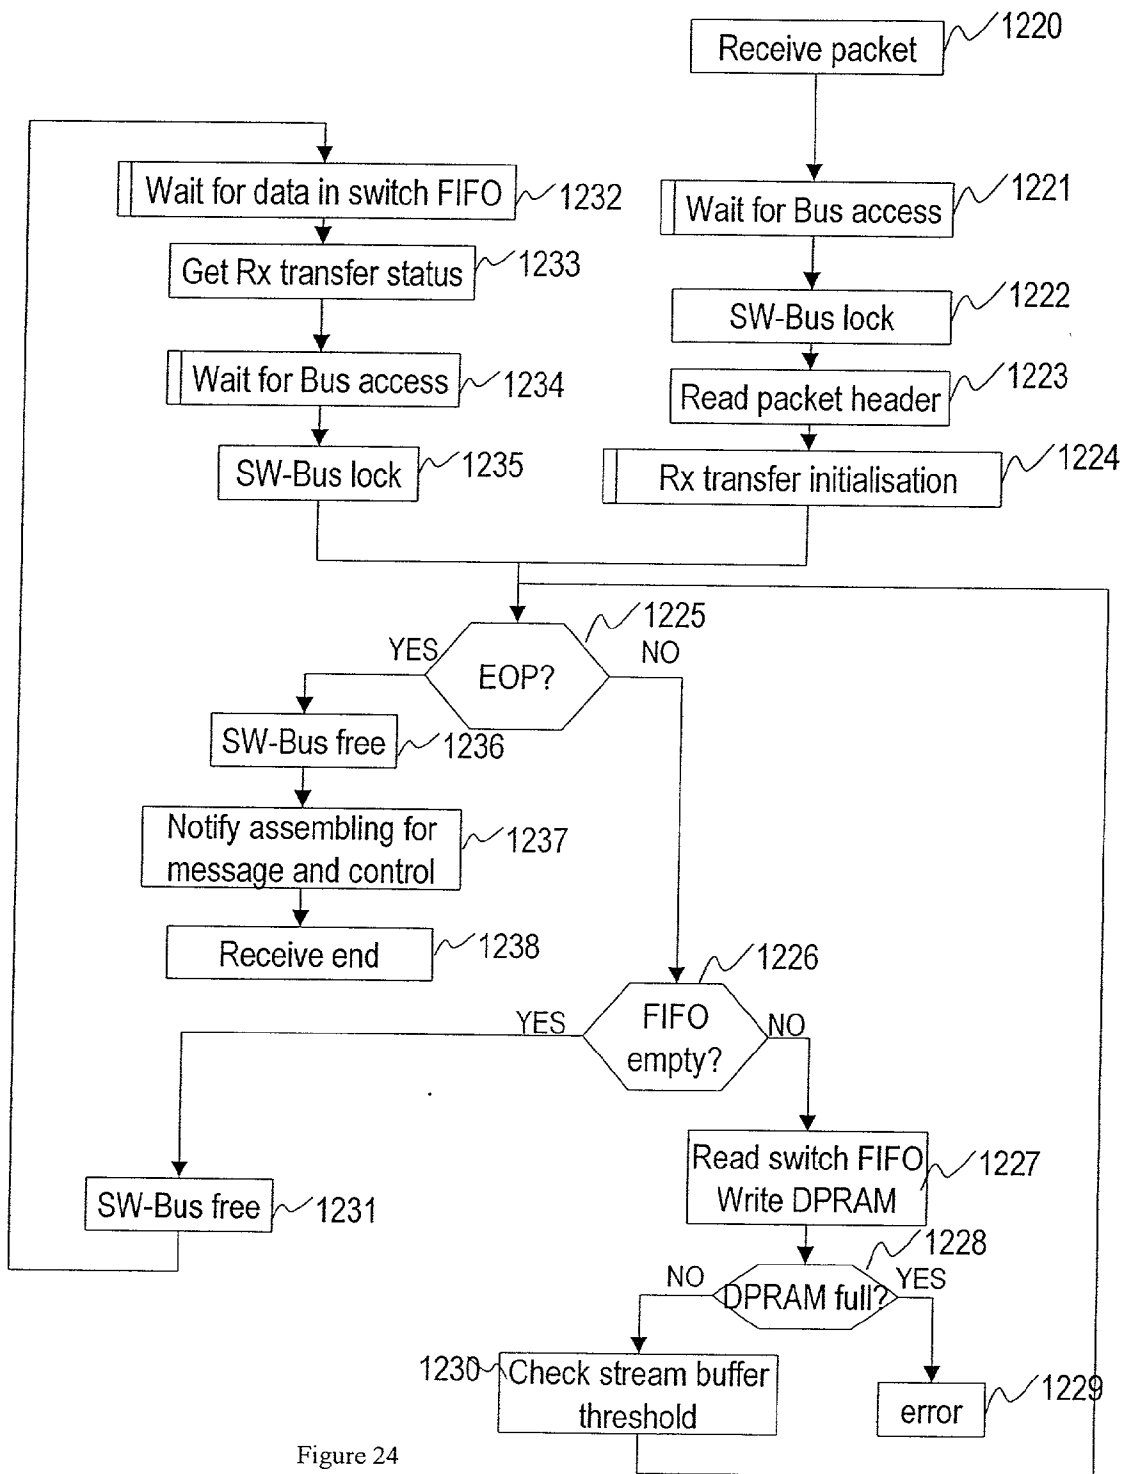 Receive packet
1220
Wait for data in switch FIFO
1232
Wait for Bus access
1221
Get Rx transfer status
1233
SW-Bus lock
1222
Wait for Bus access
1234
Read packet header
1223
SW-Bus lock
1235
Rx transfer initialisation
1224
EOP?
1225
YES
NO
SW-Bus free
1236
Notify assembling for
message and control
1237
Receive end
1238
FIFO
empty?
1226
YES
NO
Read switch FIFO
Write DPRAM
1227
SW-Bus free
1231
DPRAM full?
1228
NO
YES
1230
Check stream buffer
threshold
error
1229
Figure 24